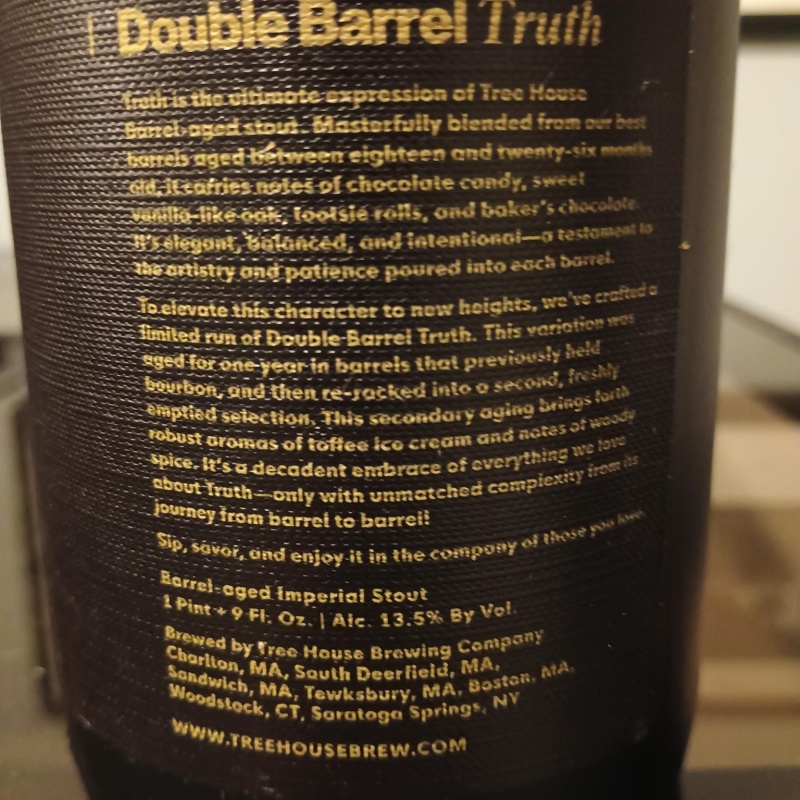 Double Barrel Truth
Truth is the ultimate expression of Tree House
Barrel-aged stout. Masterfully blended from our best
barrels aged between eighteen and twenty-six months
old, it carries notes of chocolate candy, sweet
vanilla-like oak, tootsie rolls, and baker's chocolate.
It's elegant, balanced, and intentional—a testament to
the artistry and patience poured into each barrel.
To elevate this character to new heights, we've crafted a
limited run of Double Barrel Truth. This variation was
aged for one year in barrels that previously held
bourbon, and then re-racked into a second, freshly
emptied selection. This secondary aging brings forth
robust aromas of toffee ice cream and notes of woody
spice. It's a decadent embrace of everything we love
about Truth—only with unmatched complexity from its
journey from barrel to barrel!
Sip, savor, and enjoy it in the company of those you love.
Barrel-aged Imperial Stout
1 Pint + 9 Fl. Oz. | Alc. 13.5% By Vol.
Brewed by Tree House Brewing Company
Charlton, MA, South Deerfield, MA,
Sandwich, MA, Tewksbury, MA, Boston, MA,
Woodstock, CT, Saratoga Springs, NY
WWW.TREEHOUSEBREW.COM